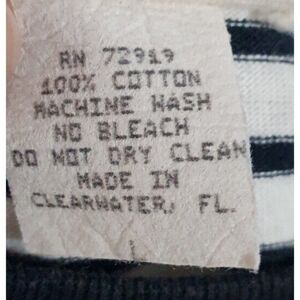 RN 72919
100% COTTON
MACHINE WASH
NO BLEACH
DO NOT DRY CLEAN
MADE IN
CLEARWATER, FL.
L